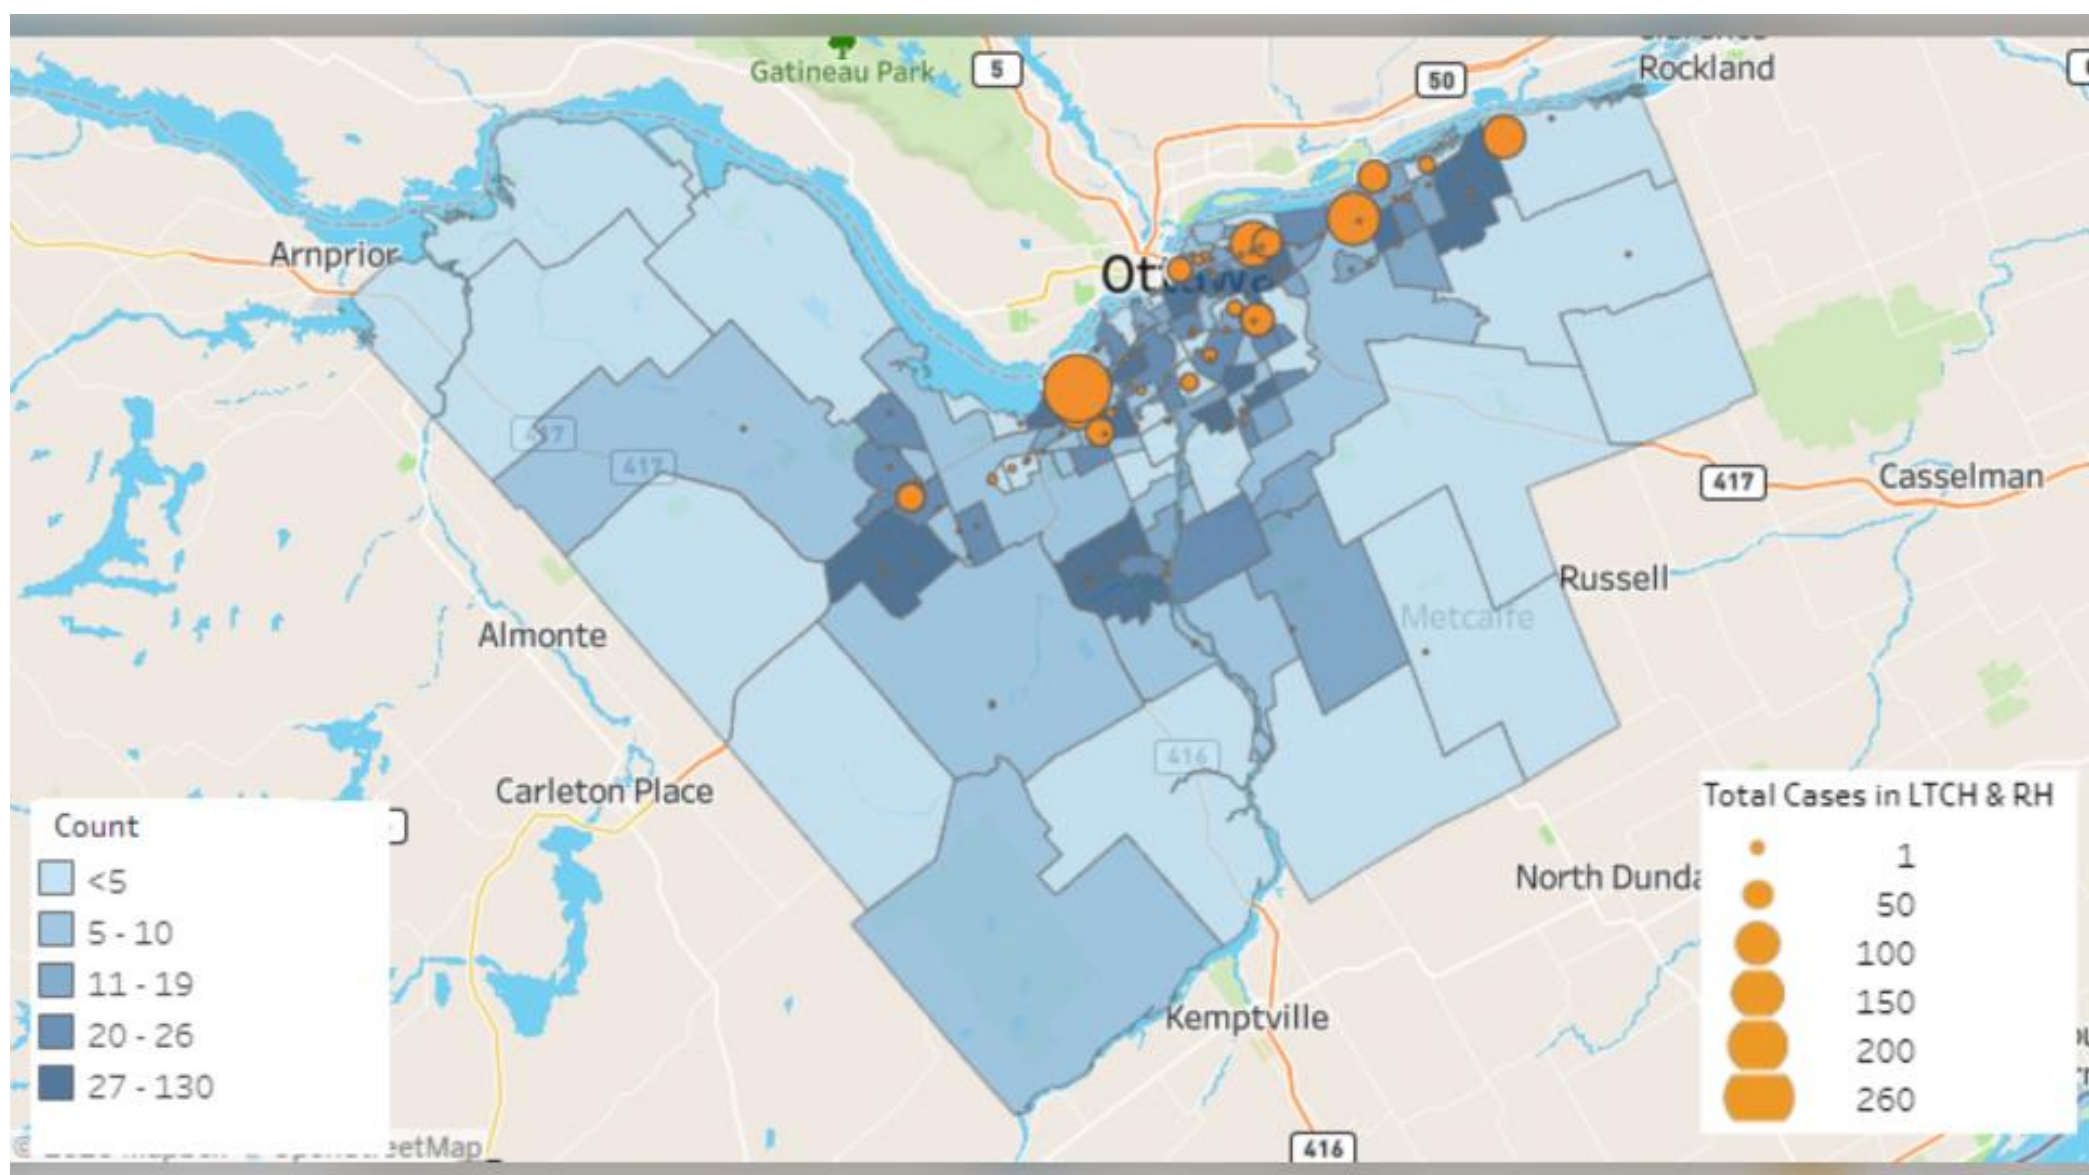 Gatineau Park
5
50
Rockland
Arnprior
Ottawa
417
417
417
Casselman
Russell
Metcalfe
Almonte
416
Carleton Place
Kemptville
416
Count
<5
5 - 10
11 - 19
20 - 26
27 - 130
Total Cases in LTCH & RH
1
50
100
150
200
260